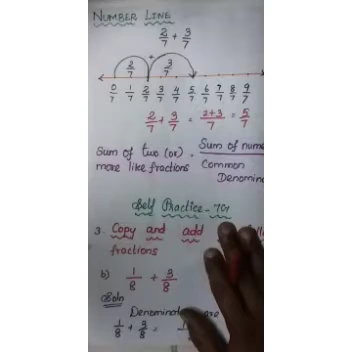 NUMBER LINE
2/7 + 3/7
2/7 + 3/7
0/7 1/7 2/7 3/7 4/7 5/7 6/7 7/7 8/7 9/7
2/7 + 3/7 = 2+3/7 = 5/7
Sum of two (or) = Sum of nume
more like fractions Common
Denomin
Self Practice - 701
3. Copy and add
fractions
b) 1/8 + 3/8
Soln
Denominato
1/8 + 3/8 = 1